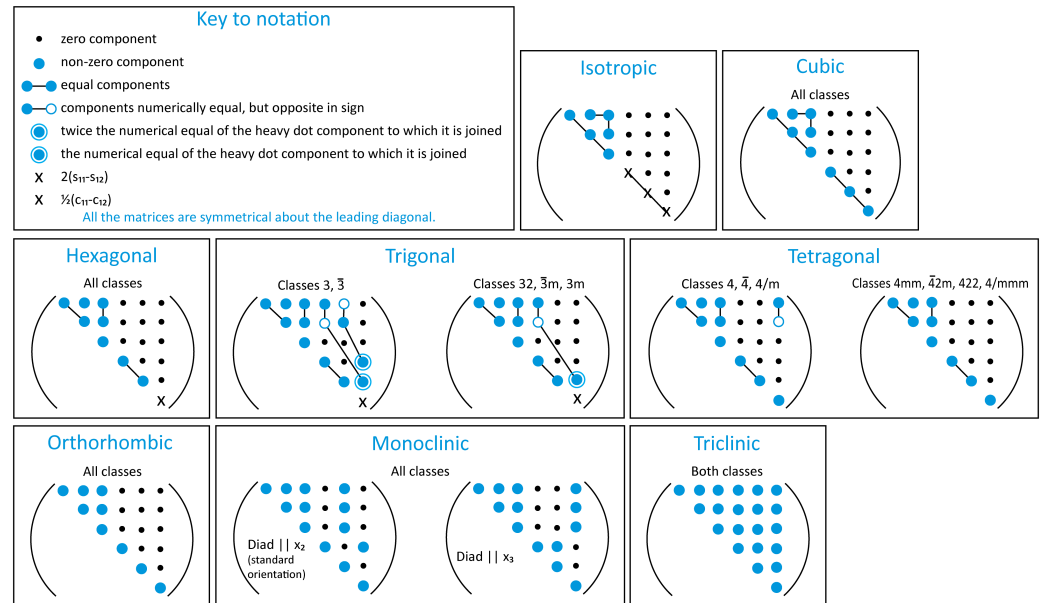 Key to notation
zero component
non-zero component
equal components
components numerically equal, but opposite in sign
twice the numerical equal of the heavy dot component to which it is joined
the numerical equal of the heavy dot component to which it is joined
x 2(s₁₁-s₁₂)
x ½(c₁₁-c₁₂)
All the matrices are symmetrical about the leading diagonal.
Isotropic
x
x
x
Cubic
All classes
Hexagonal
All classes
x
Trigonal
Classes 3, 3̅
x
Classes 32, 3̅m, 3m
x
Tetragonal
Classes 4, 4̅, 4/m
Classes 4mm, 4̅2m, 422, 4/mmm
Orthorhombic
All classes
Monoclinic
All classes
Diad || x₂
(standard
orientation)
Diad || x₃
Triclinic
Both classes